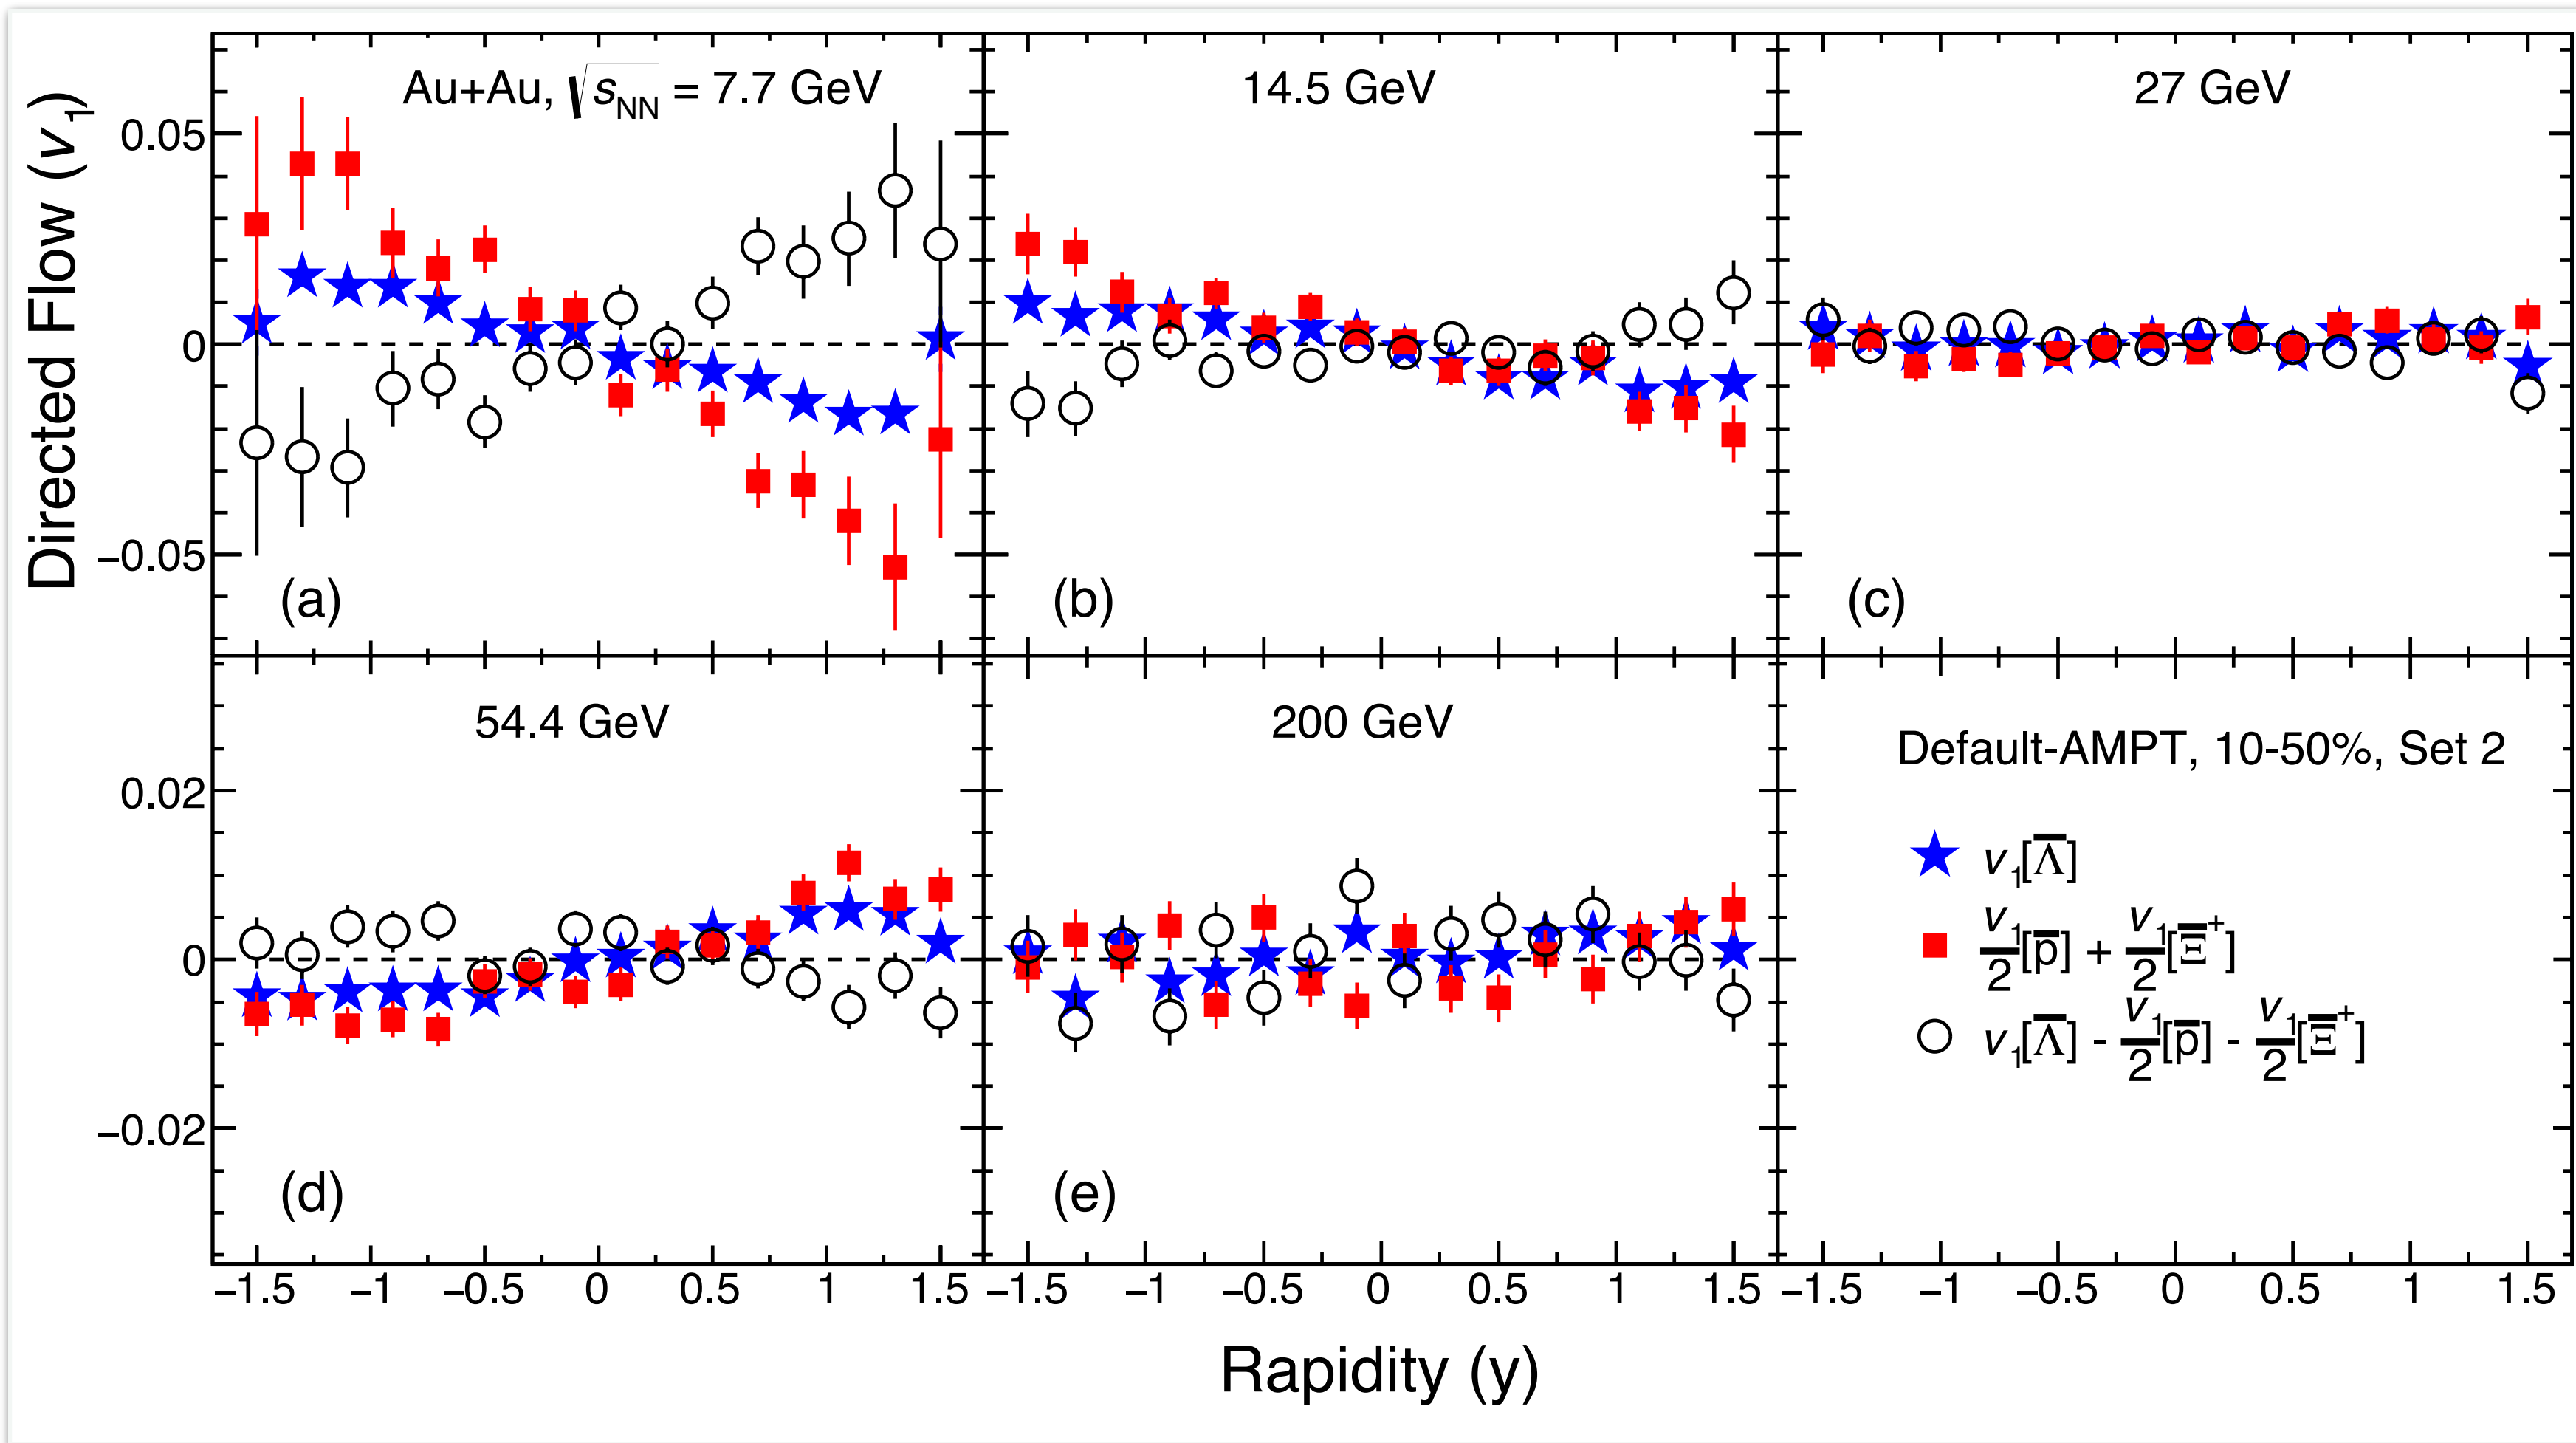 Directed Flow (v₁)
Au+Au, √sNN = 7.7 GeV
14.5 GeV
27 GeV
0.05
0
−0.05
(a)
(b)
(c)
54.4 GeV
200 GeV
Default-AMPT, 10-50%, Set 2
v₁[Λ̅]
v₁/2[p̅] + v₁/2[Ξ̅⁺]
v₁[Λ̅] - v₁/2[p̅] - v₁/2[Ξ̅⁺]
0.02
0
−0.02
(d)
(e)
−1.5 −1 −0.5 0 0.5 1 1.5
−1.5 −1 −0.5 0 0.5 1 1.5
−1.5 −1 −0.5 0 0.5 1 1.5
Rapidity (y)